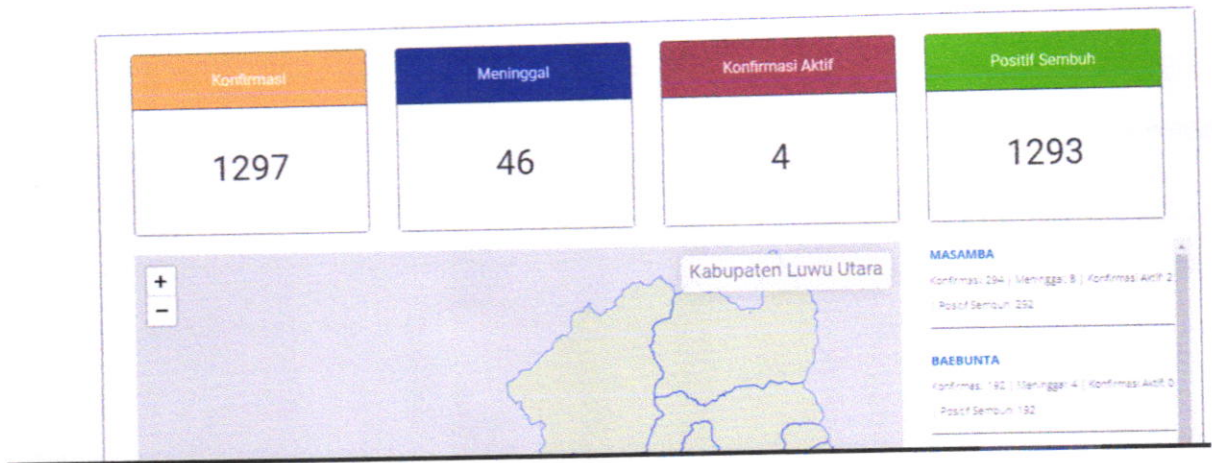 Konfirmasi
1297
Meninggal
46
Konfirmasi Aktif
4
Positif Sembuh
1293
+
−
Kabupaten Luwu Utara
MASAMBA
Konfirmasi: 294 | Meninggal: 8 | Konfirmasi Aktif: 2
| Positif Sembuh: 292
BAEBUNTA
Konfirmasi: 192 | Meninggal: 4 | Konfirmasi Aktif: 0
| Positif Sembuh: 192